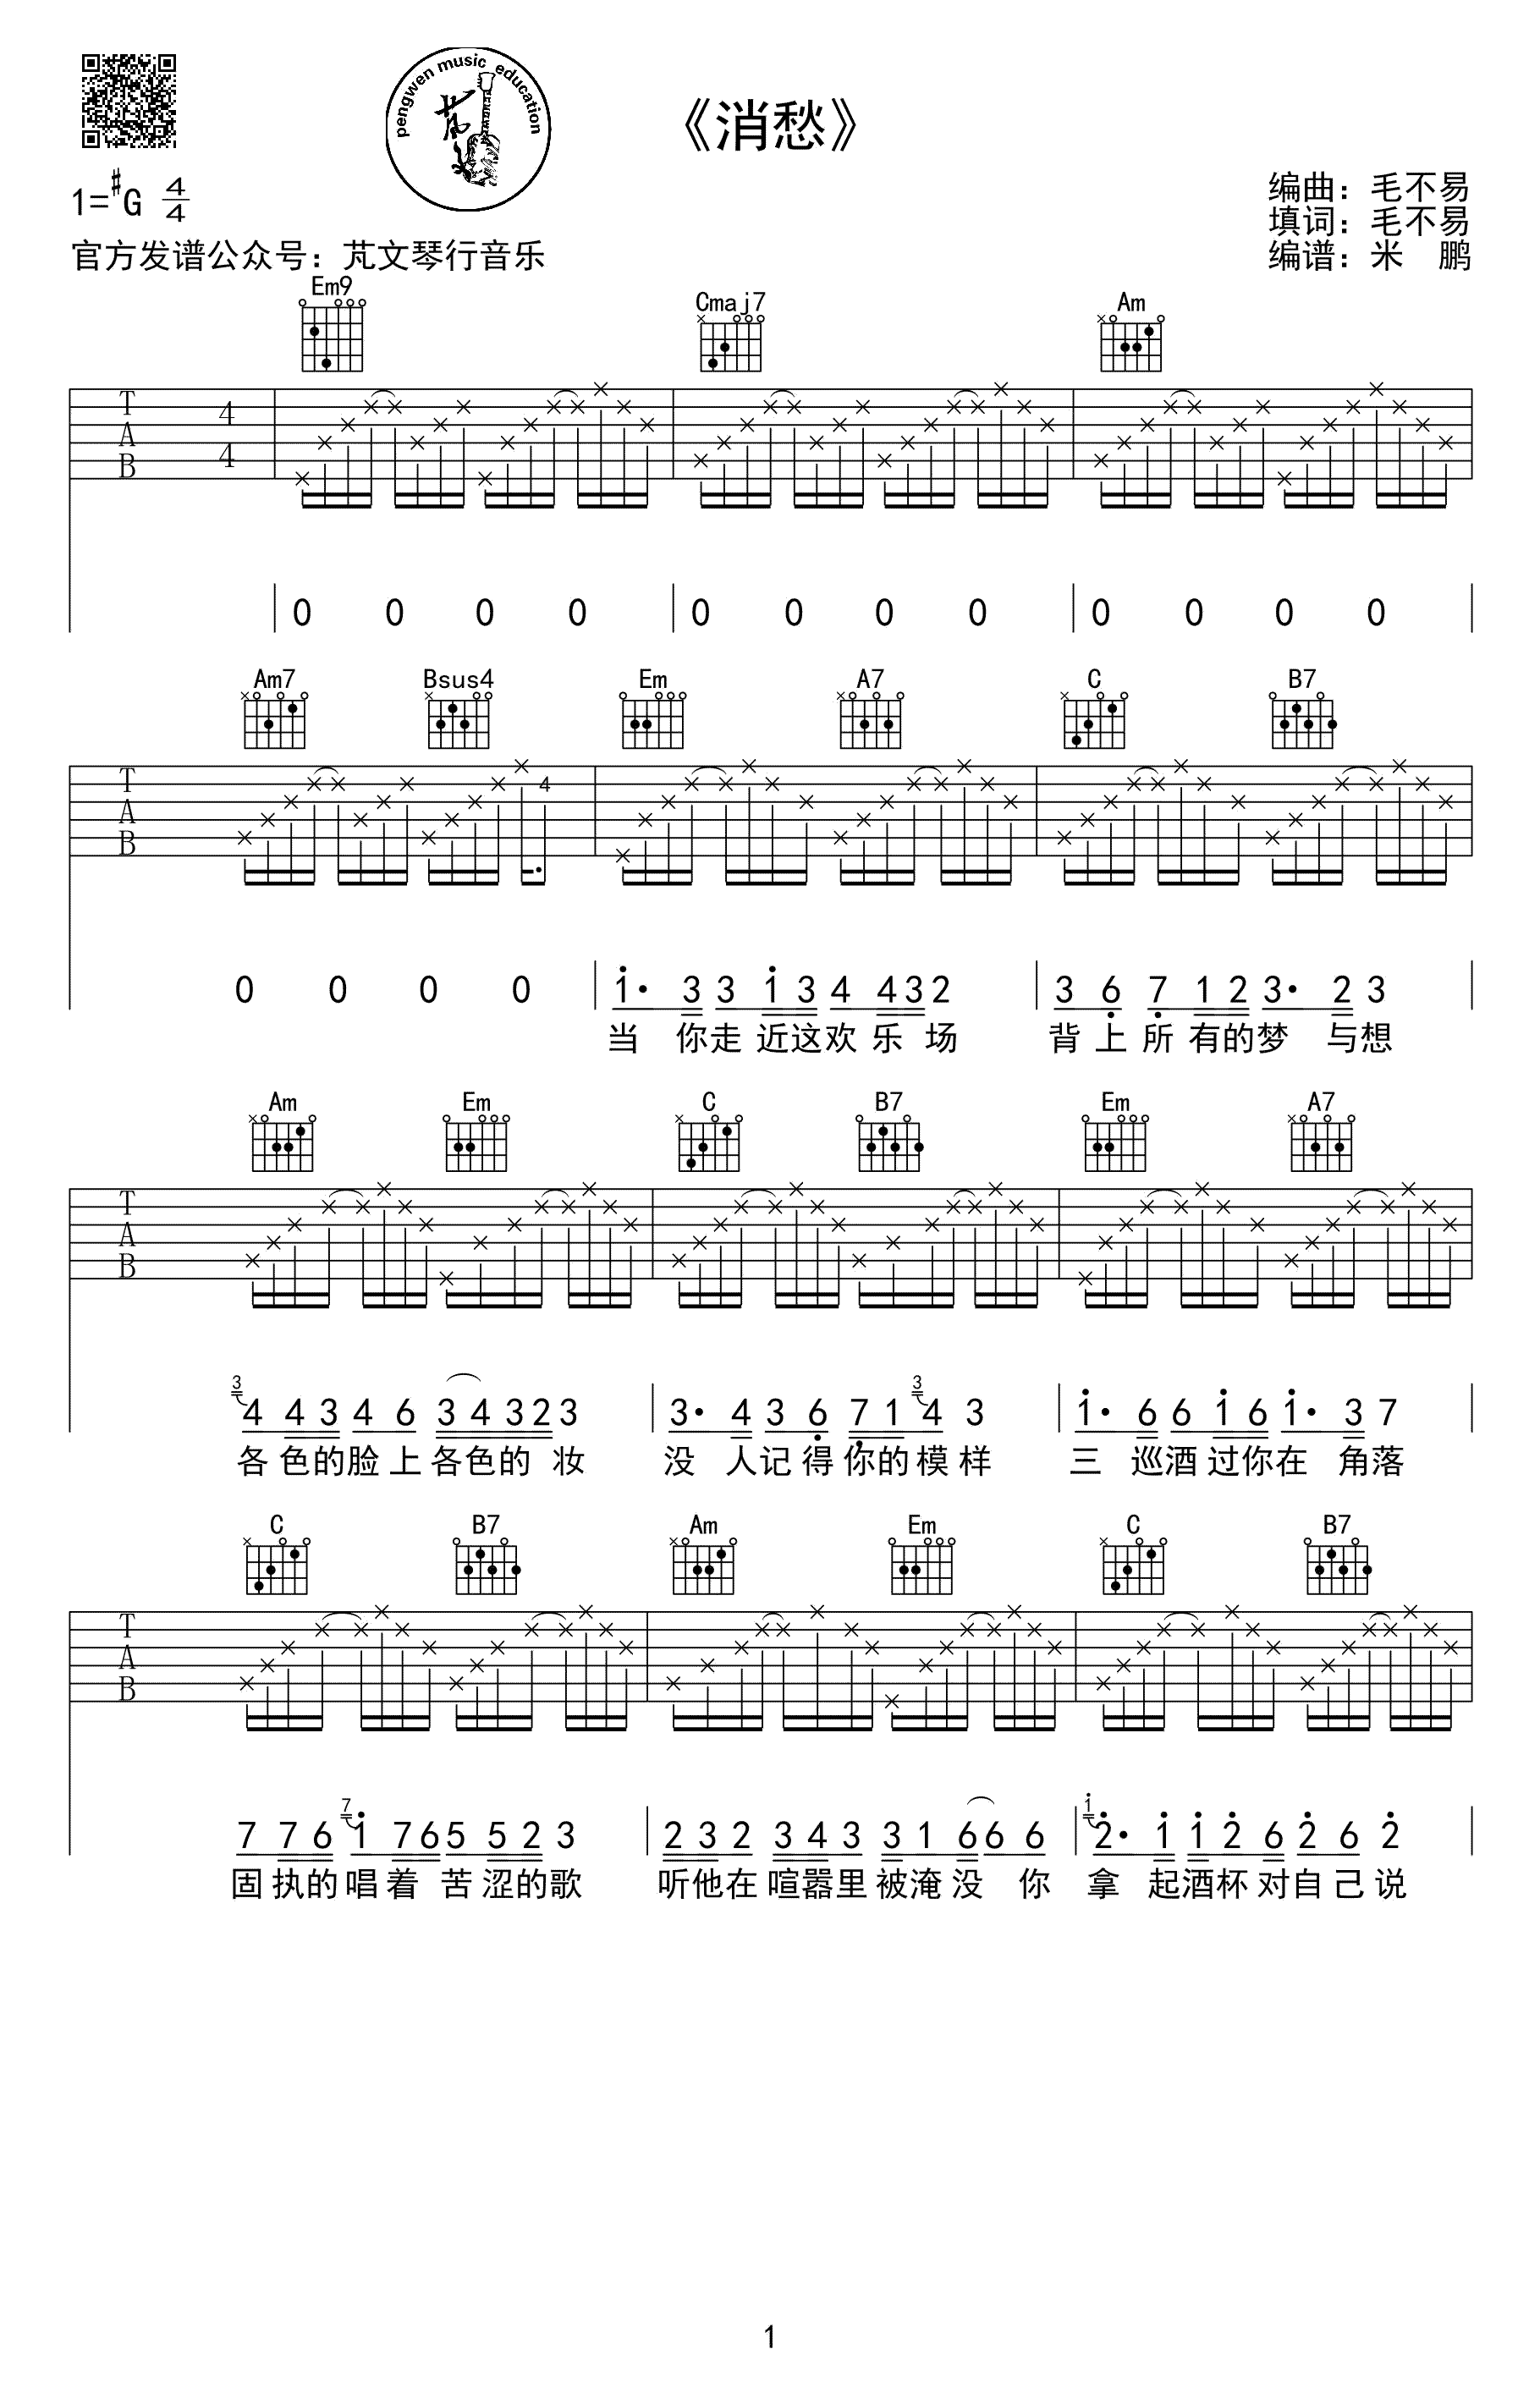 pengwen music education
芃文
《消愁》
1=#G 4/4
编曲：毛不易
填词：毛不易
官方发谱公众号：芃文琴行音乐
编谱：米 鹏
Em9 Cmaj7 Am
T A B 4 4
0 0 0 0 0 0 0 0 0 0 0 0
Am7 Bsus4 Em A7 C B7
T A B 4
0 0 0 0 1· 3 3 1 3 4 4 3 2 3 6 7 1 2 3· 2 3
当 你走 近这欢 乐 场 背 上 所 有的梦 与想
Am Em C B7 Em A7
T A B
3 4 4 3 4 6 3 4 3 2 3 3· 4 3 6 7 1 3 4 3 1· 6 6 1 6 1· 3 7
各 色的脸 上 各色的 妆 没 人记 得 你的 模 样 三 巡酒 过你在 角落
C B7 Am Em C B7
T A B
7 7 6 7 1 7 6 5 5 2 3 2 3 2 3 4 3 3 1 6 6 6 1 2· 1 1 2 6 2 6 2
固 执的 唱 着 苦 涩的歌 听他在 喧嚣里 被淹 没 你 拿 起酒杯 对自 己 说
1